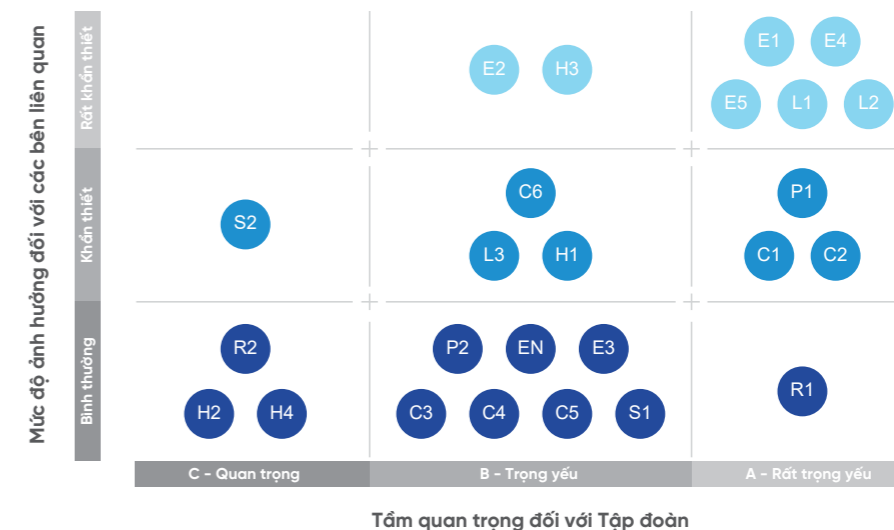 Mức độ ảnh hưởng đối với các bên liên quan
Rất khẩn thiết
E2 H3
E1 E4
E5 L1 L2
Khẩn thiết
S2
C6
L3 H1
P1
C1 C2
Bình thường
R2
H2 H4
P2 EN E3
C3 C4 C5 S1
R1
C - Quan trọng
B - Trọng yếu
A - Rất trọng yếu
Tầm quan trọng đối với Tập đoàn